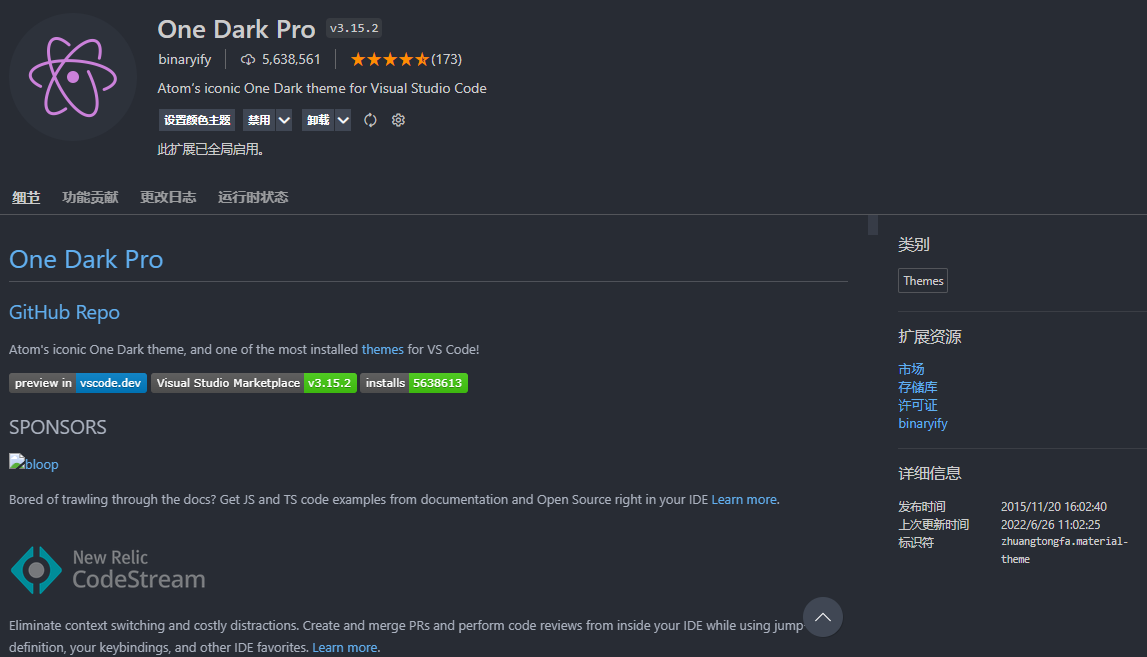 One Dark Pro v3.15.2
binaryify 5,638,561 (173)
Atom's iconic One Dark theme for Visual Studio Code
设置颜色主题 禁用 卸载
此扩展已全局启用。
细节 功能贡献 更改日志 运行时状态
One Dark Pro
GitHub Repo
Atom's iconic One Dark theme, and one of the most installed themes for VS Code!
preview in vscode.dev Visual Studio Marketplace v3.15.2 installs 5638613
SPONSORS
bloop
Bored of trawling through the docs? Get JS and TS code examples from documentation and Open Source right in your IDE Learn more.
New Relic
CodeStream
Eliminate context switching and costly distractions. Create and merge PRs and perform code reviews from inside your IDE while using jump-
definition, your keybindings, and other IDE favorites. Learn more.
类别
Themes
扩展资源
市场
存储库
许可证
binaryify
详细信息
发布时间 2015/11/20 16:02:40
上次更新时间 2022/6/26 11:02:25
标识符 zhuangtongfa.material-
theme